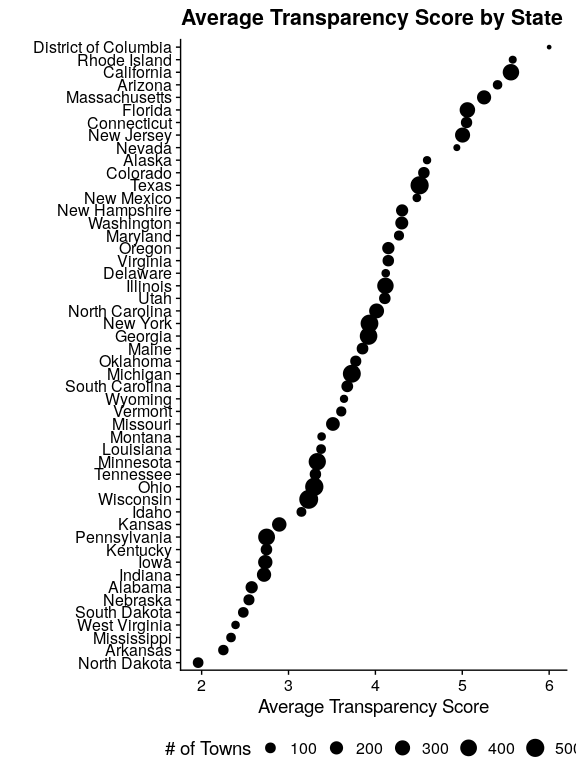 Average Transparency Score by State
District of Columbia
Rhode Island
California
Arizona
Massachusetts
Florida
Connecticut
New Jersey
Nevada
Alaska
Colorado
Texas
New Mexico
New Hampshire
Washington
Maryland
Oregon
Virginia
Delaware
Illinois
Utah
North Carolina
New York
Georgia
Maine
Oklahoma
Michigan
South Carolina
Wyoming
Vermont
Missouri
Montana
Louisiana
Minnesota
Tennessee
Ohio
Wisconsin
Idaho
Kansas
Pennsylvania
Kentucky
Iowa
Indiana
Alabama
Nebraska
South Dakota
West Virginia
Mississippi
Arkansas
North Dakota
2 3 4 5 6
Average Transparency Score
# of Towns 100 200 300 400